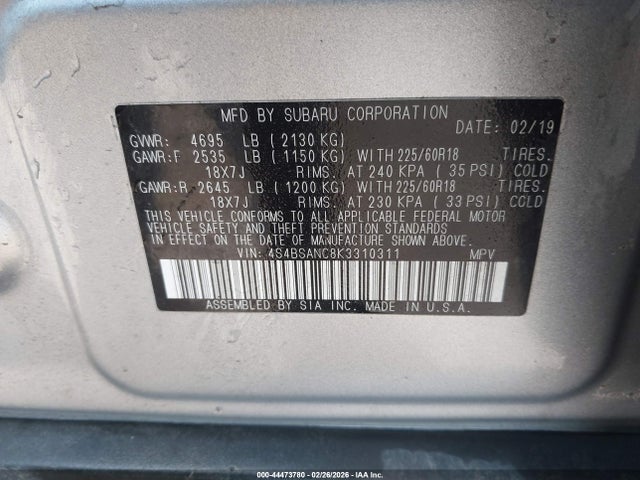 MFD BY SUBARU CORPORATION
DATE: 02/19
GVWR: 4695 LB (2130 KG)
GAWR:F 2535 LB (1150 KG) WITH 225/60R18 TIRES.
18X7J RIMS. AT 240 KPA ( 35 PSI) COLD
GAWR:R 2645 LB (1200 KG) WITH 225/60R18 TIRES.
18X7J RIMS. AT 230 KPA ( 33 PSI) COLD
THIS VEHICLE CONFORMS TO ALL APPLICABLE FEDERAL MOTOR
VEHICLE SAFETY AND THEFT PREVENTION STANDARDS
IN EFFECT ON THE DATE OF MANUFACTURE SHOWN ABOVE.
VIN: 4S4BSANC8K3310311 MPV
ASSEMBLED BY SIA INC. MADE IN U.S.A.
000-44473780 - 02/26/2026 - IAA Inc.